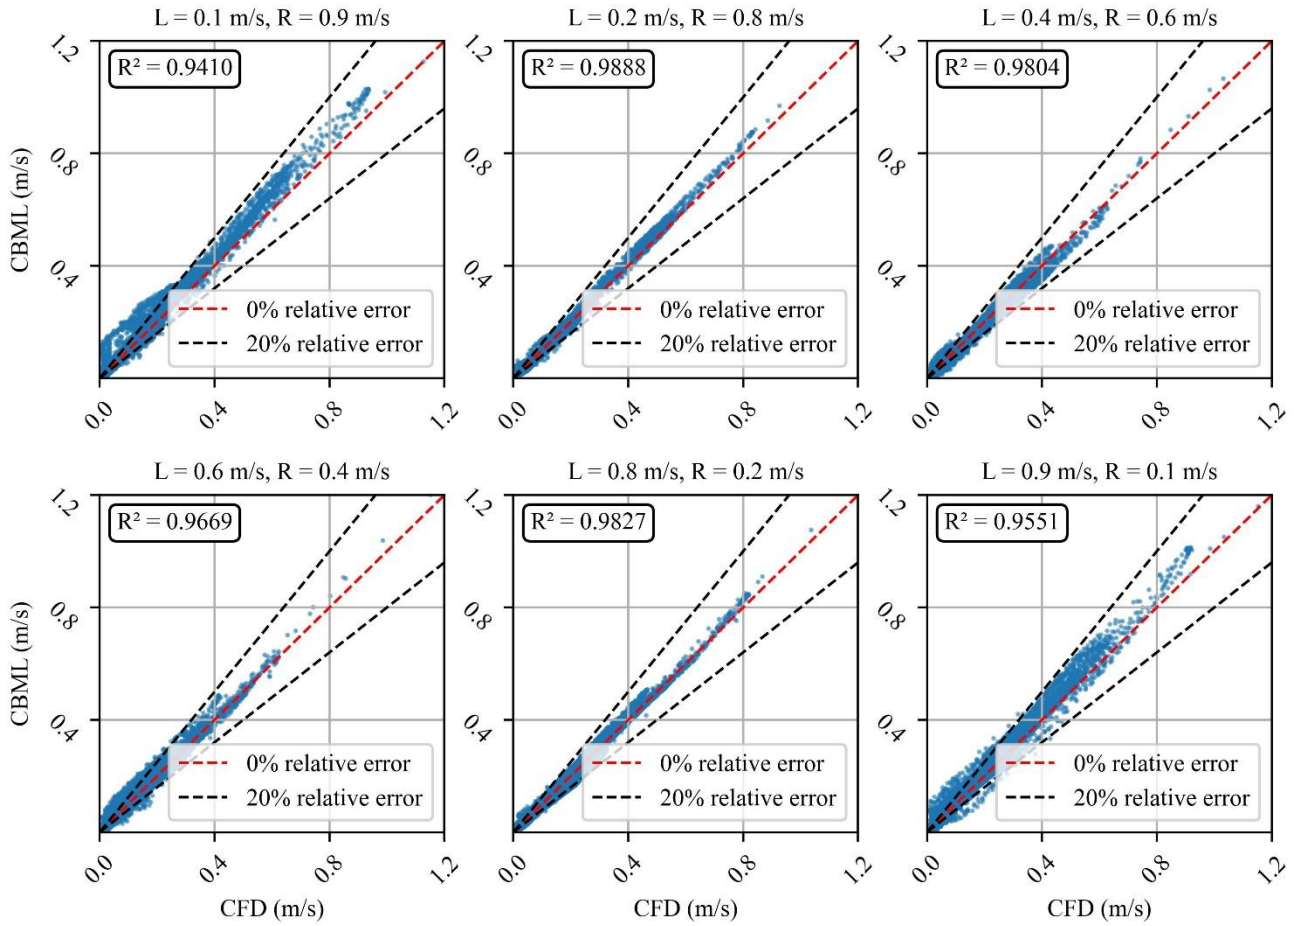 L = 0.1 m/s, R = 0.9 m/s
R² = 0.9410
1.2
0.8
0.4
CBML (m/s)
0% relative error
20% relative error
0.0
0.4
0.8
1.2
L = 0.2 m/s, R = 0.8 m/s
R² = 0.9888
1.2
0.8
0.4
0% relative error
20% relative error
0.0
0.4
0.8
1.2
L = 0.4 m/s, R = 0.6 m/s
R² = 0.9804
1.2
0.8
0.4
0% relative error
20% relative error
0.0
0.4
0.8
1.2
L = 0.6 m/s, R = 0.4 m/s
R² = 0.9669
1.2
0.8
0.4
CBML (m/s)
0% relative error
20% relative error
0.0
0.4
0.8
1.2
CFD (m/s)
L = 0.8 m/s, R = 0.2 m/s
R² = 0.9827
1.2
0.8
0.4
0% relative error
20% relative error
0.0
0.4
0.8
1.2
CFD (m/s)
L = 0.9 m/s, R = 0.1 m/s
R² = 0.9551
1.2
0.8
0.4
0% relative error
20% relative error
0.0
0.4
0.8
1.2
CFD (m/s)